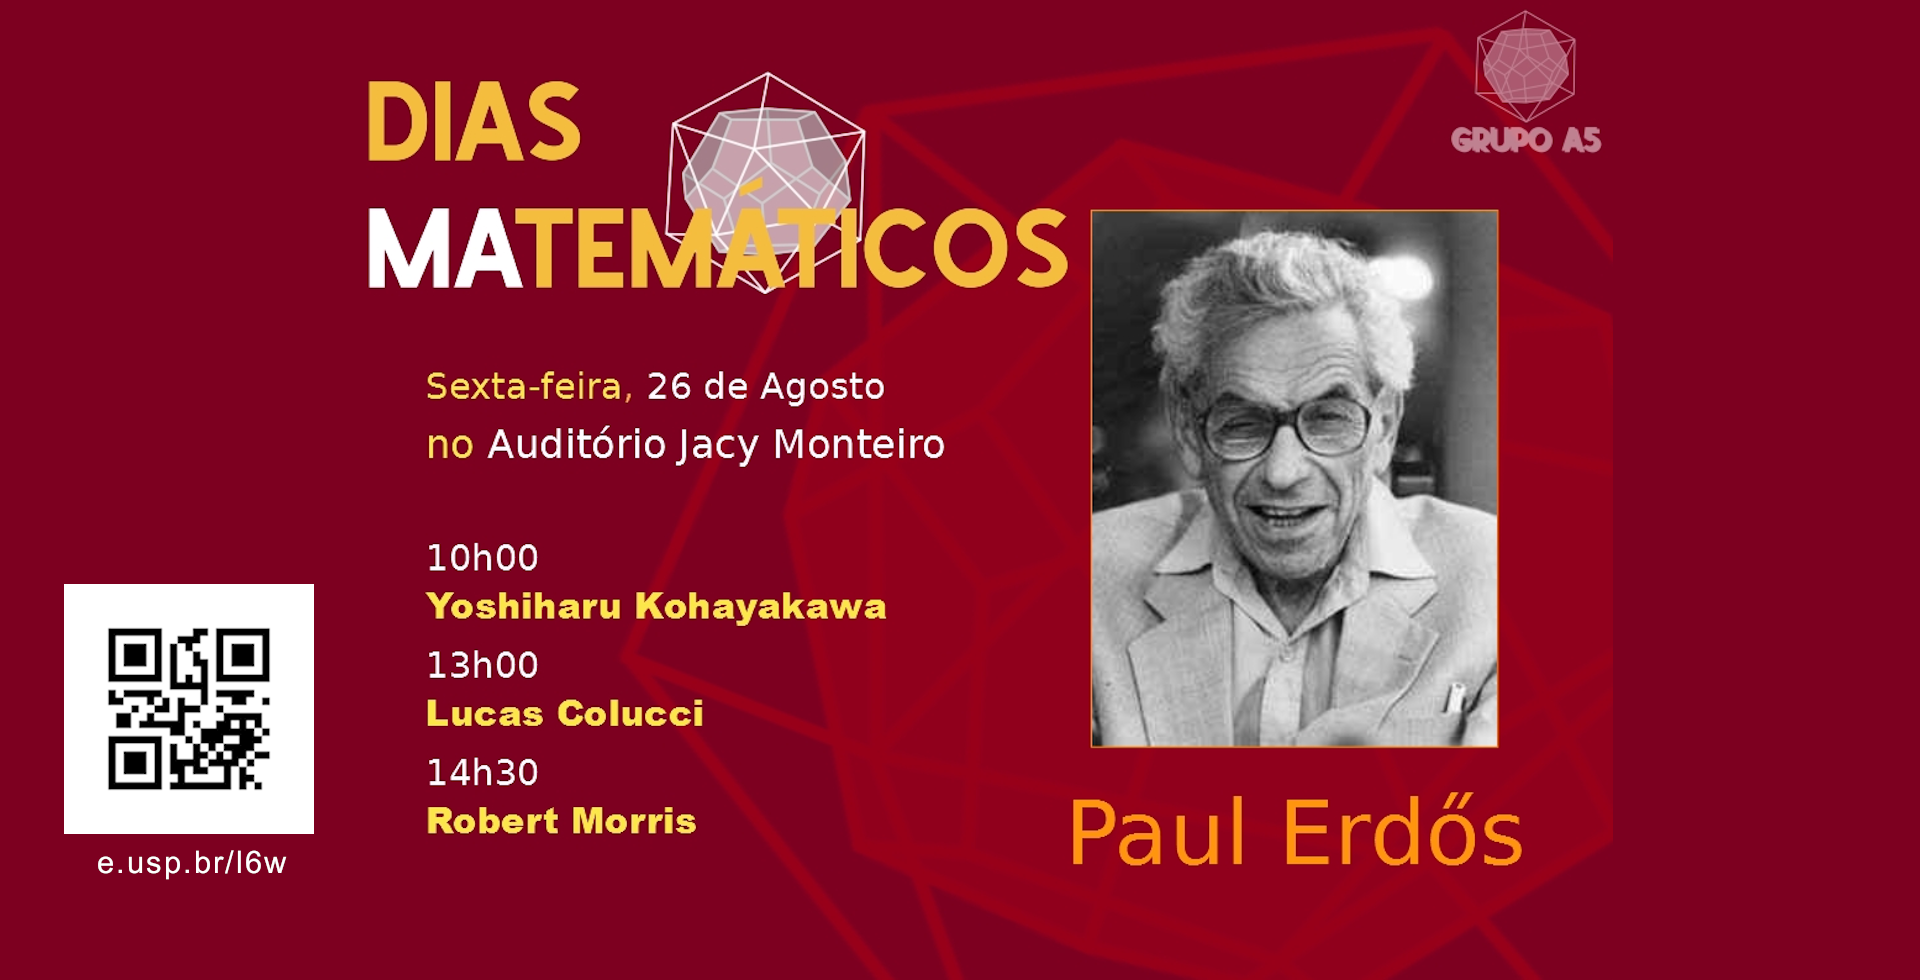 DIAS
MATEMÁTICOS
GRUPO A5
Sexta-feira, 26 de Agosto
no Auditório Jacy Monteiro
10h00
Yoshiharu Kohayakawa
13h00
Lucas Colucci
14h30
Robert Morris
Paul Erdős
e.usp.br/l6w